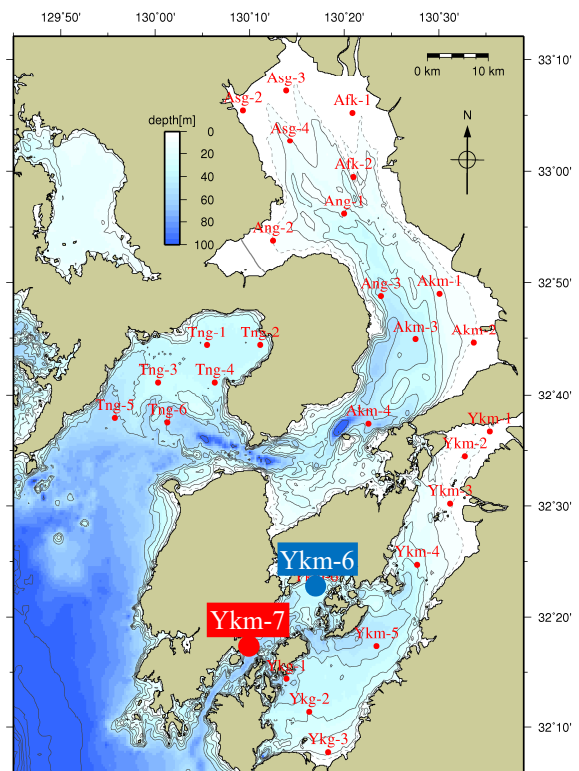 129˚50' 130˚00' 130˚10' 130˚20' 130˚30'
33˚10'
33˚00'
32˚50'
32˚40'
32˚30'
32˚20'
32˚10'
0 km 10 km
N
depth[m]
0
20
40
60
80
100
Asg-3
Asg-2
Afk-1
Asg-4
Afk-2
Ang-1
Ang-2
Ang-3
Akm-1
Akm-3
Akm-2
Tng-1
Tng-2
Tng-3
Tng-4
Tng-5
Tng-6
Akm-4
Ykm-1
Ykm-2
Ykm-3
Ykm-4
Ykm-6
Ykm-7
Ykm-5
Ykg-1
Ykg-2
Ykg-3